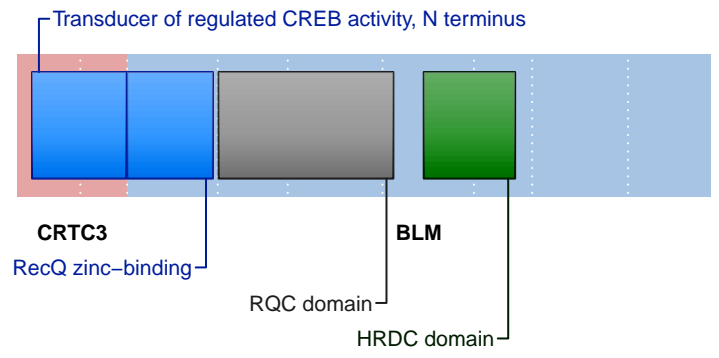 Transducer of regulated CREB activity, N terminus
CRTC3
BLM
RecQ zinc−binding
RQC domain
HRDC domain